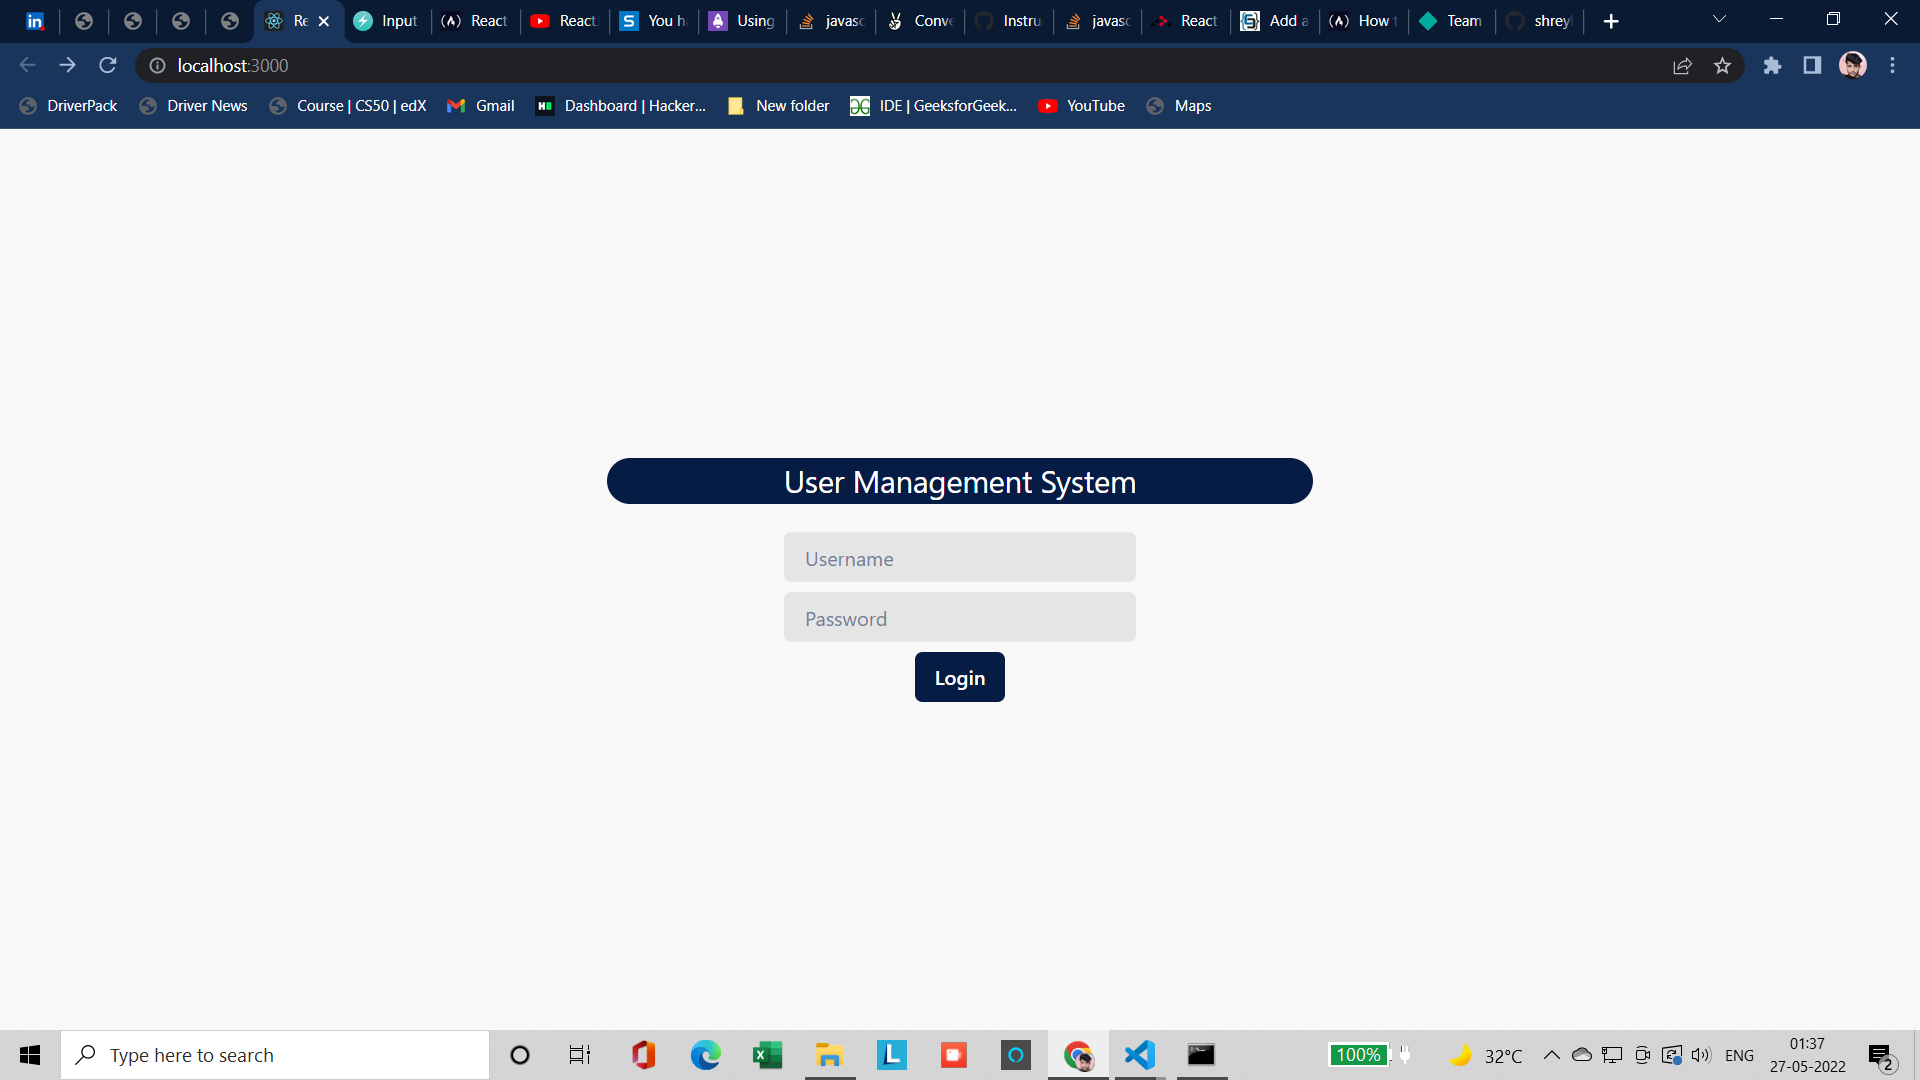 Re
Input
React
React
You h
Using
javasc
Conve
Instru
javasc
React
Add a
How t
Team
shreyl
localhost:3000
DriverPack
Driver News
Course | CS50 | edX
Gmail
Dashboard | Hacker...
New folder
IDE | GeeksforGeek...
YouTube
Maps
User Management System
Username
Password
Login
Type here to search
100%
32°C
ENG
01:37
27-05-2022
2